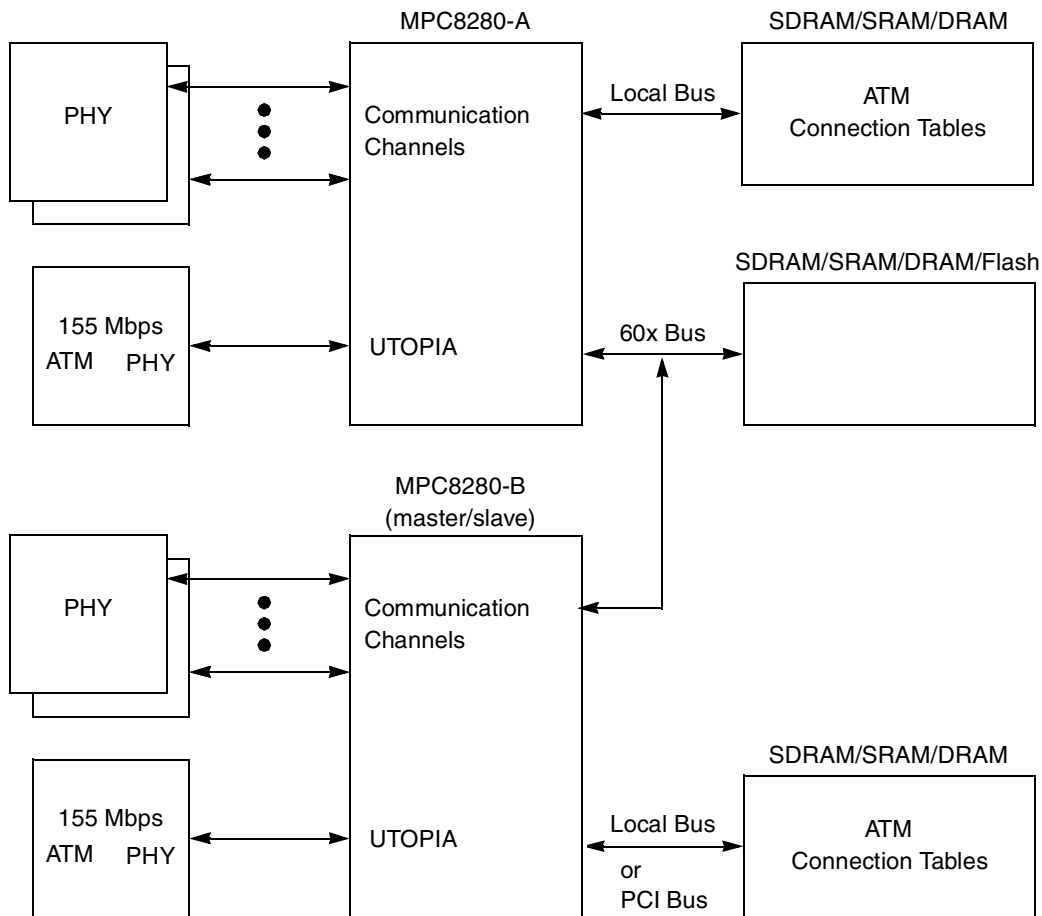 MPC8280-A
SDRAM/SRAM/DRAM
PHY
Communication
Channels
Local Bus
ATM
Connection Tables
SDRAM/SRAM/DRAM/Flash
155 Mbps
ATM PHY
UTOPIA
60x Bus
MPC8280-B
(master/slave)
PHY
Communication
Channels
SDRAM/SRAM/DRAM
155 Mbps
ATM PHY
UTOPIA
Local Bus
or
PCI Bus
ATM
Connection Tables